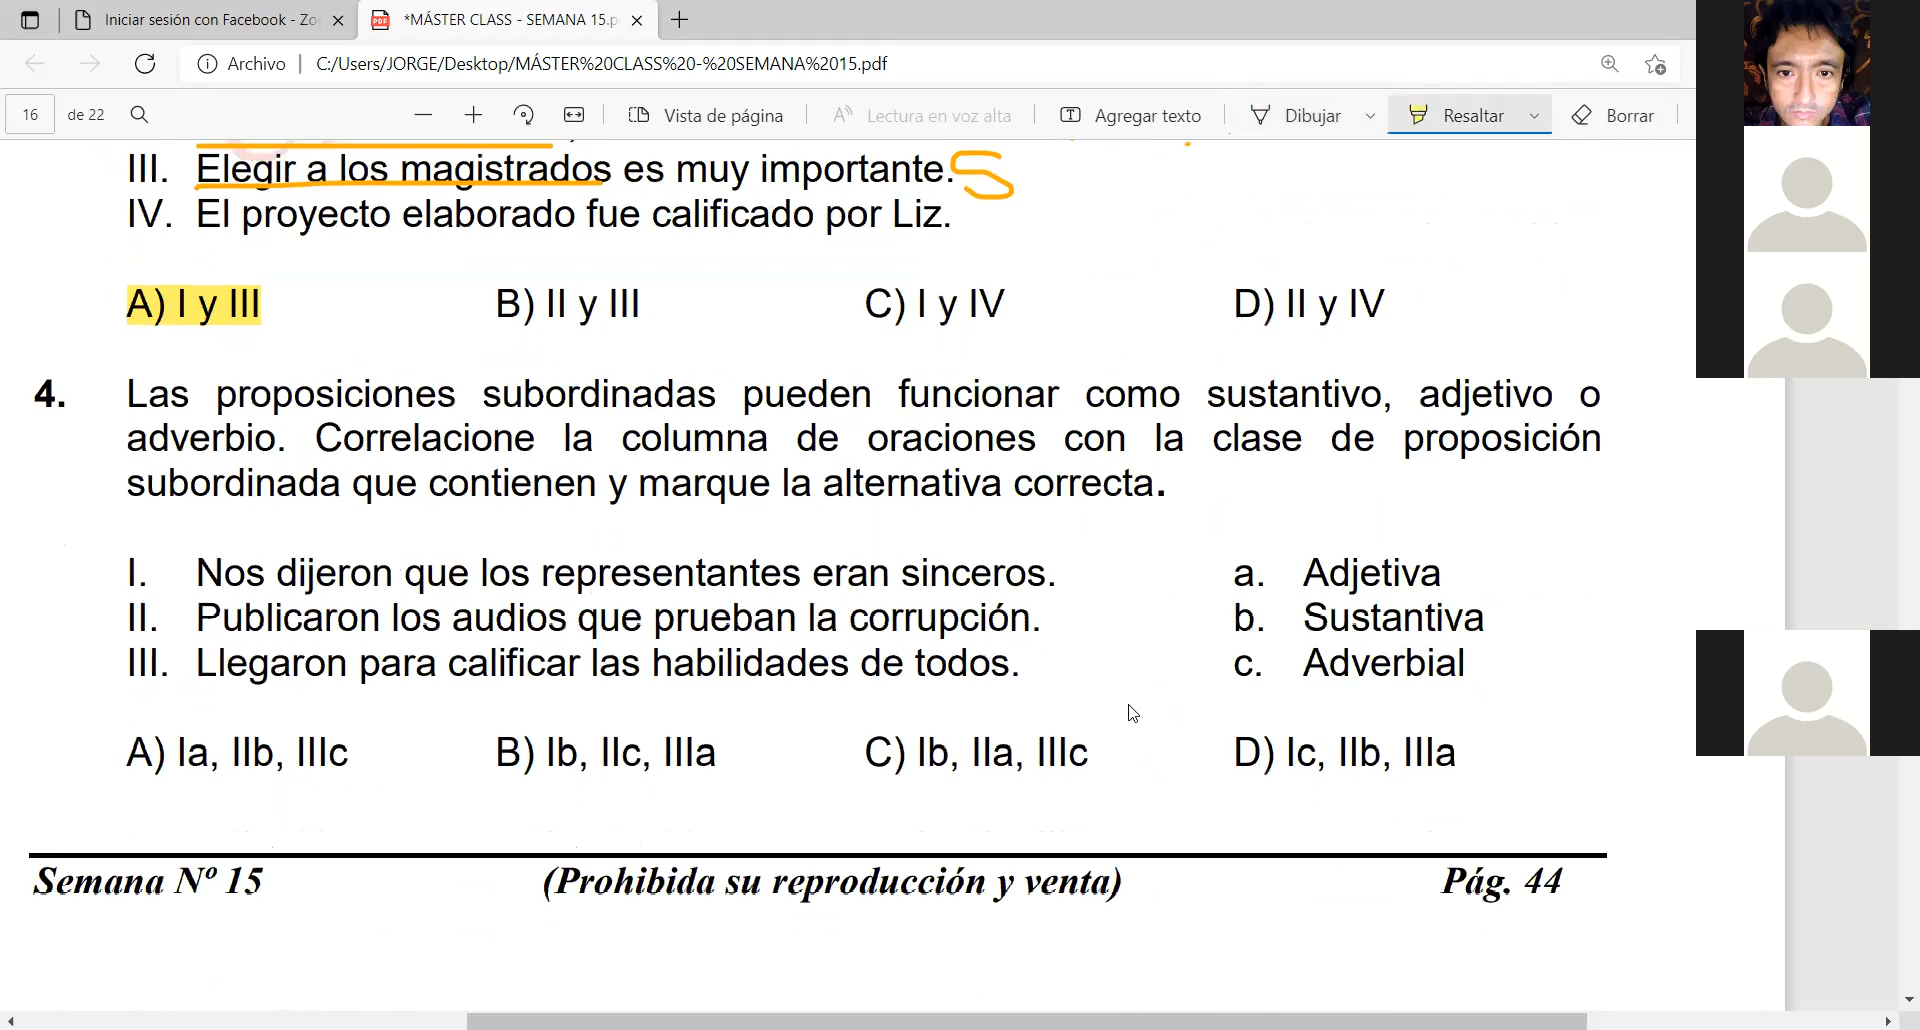 Iniciar sesión con Facebook - Zo
*MÁSTER CLASS - SEMANA 15.p
Archivo | C:/Users/JORGE/Desktop/MÁSTER%20CLASS%20-%20SEMANA%2015.pdf
16 de 22 Vista de página Lectura en voz alta Agregar texto Dibujar Resaltar Borrar
III. Elegir a los magistrados es muy importante. S
IV. El proyecto elaborado fue calificado por Liz.
A) I y III B) II y III C) I y IV D) II y IV
4. Las proposiciones subordinadas pueden funcionar como sustantivo, adjetivo o
adverbio. Correlacione la columna de oraciones con la clase de proposición
subordinada que contienen y marque la alternativa correcta.
I. Nos dijeron que los representantes eran sinceros. a. Adjetiva
II. Publicaron los audios que prueban la corrupción. b. Sustantiva
III. Llegaron para calificar las habilidades de todos. c. Adverbial
A) Ia, IIb, IIIc B) Ib, IIc, IIIa C) Ib, IIa, IIIc D) Ic, IIb, IIIa
Semana Nº 15 (Prohibida su reproducción y venta) Pág. 44